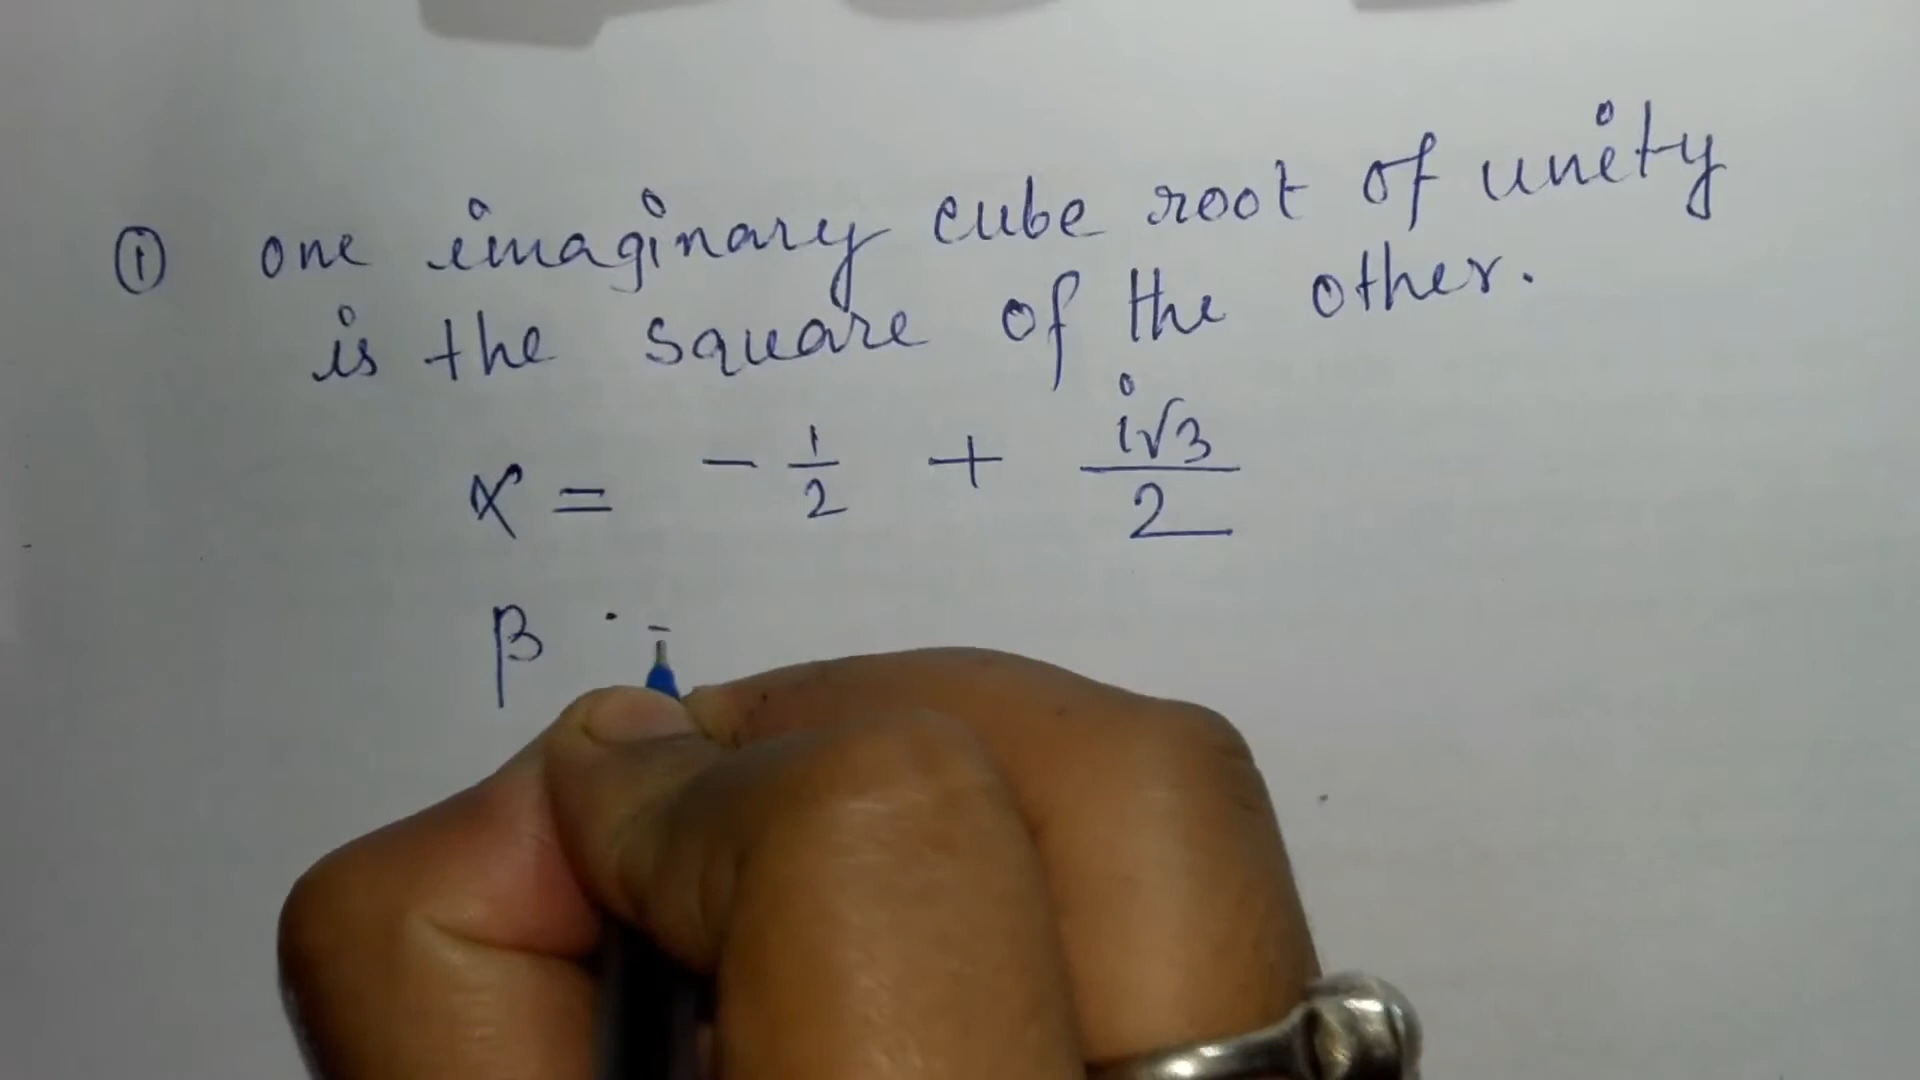 ① one imaginary cube root of unity
is the square of the other.
α = - 1/2 + i√3/2
β =